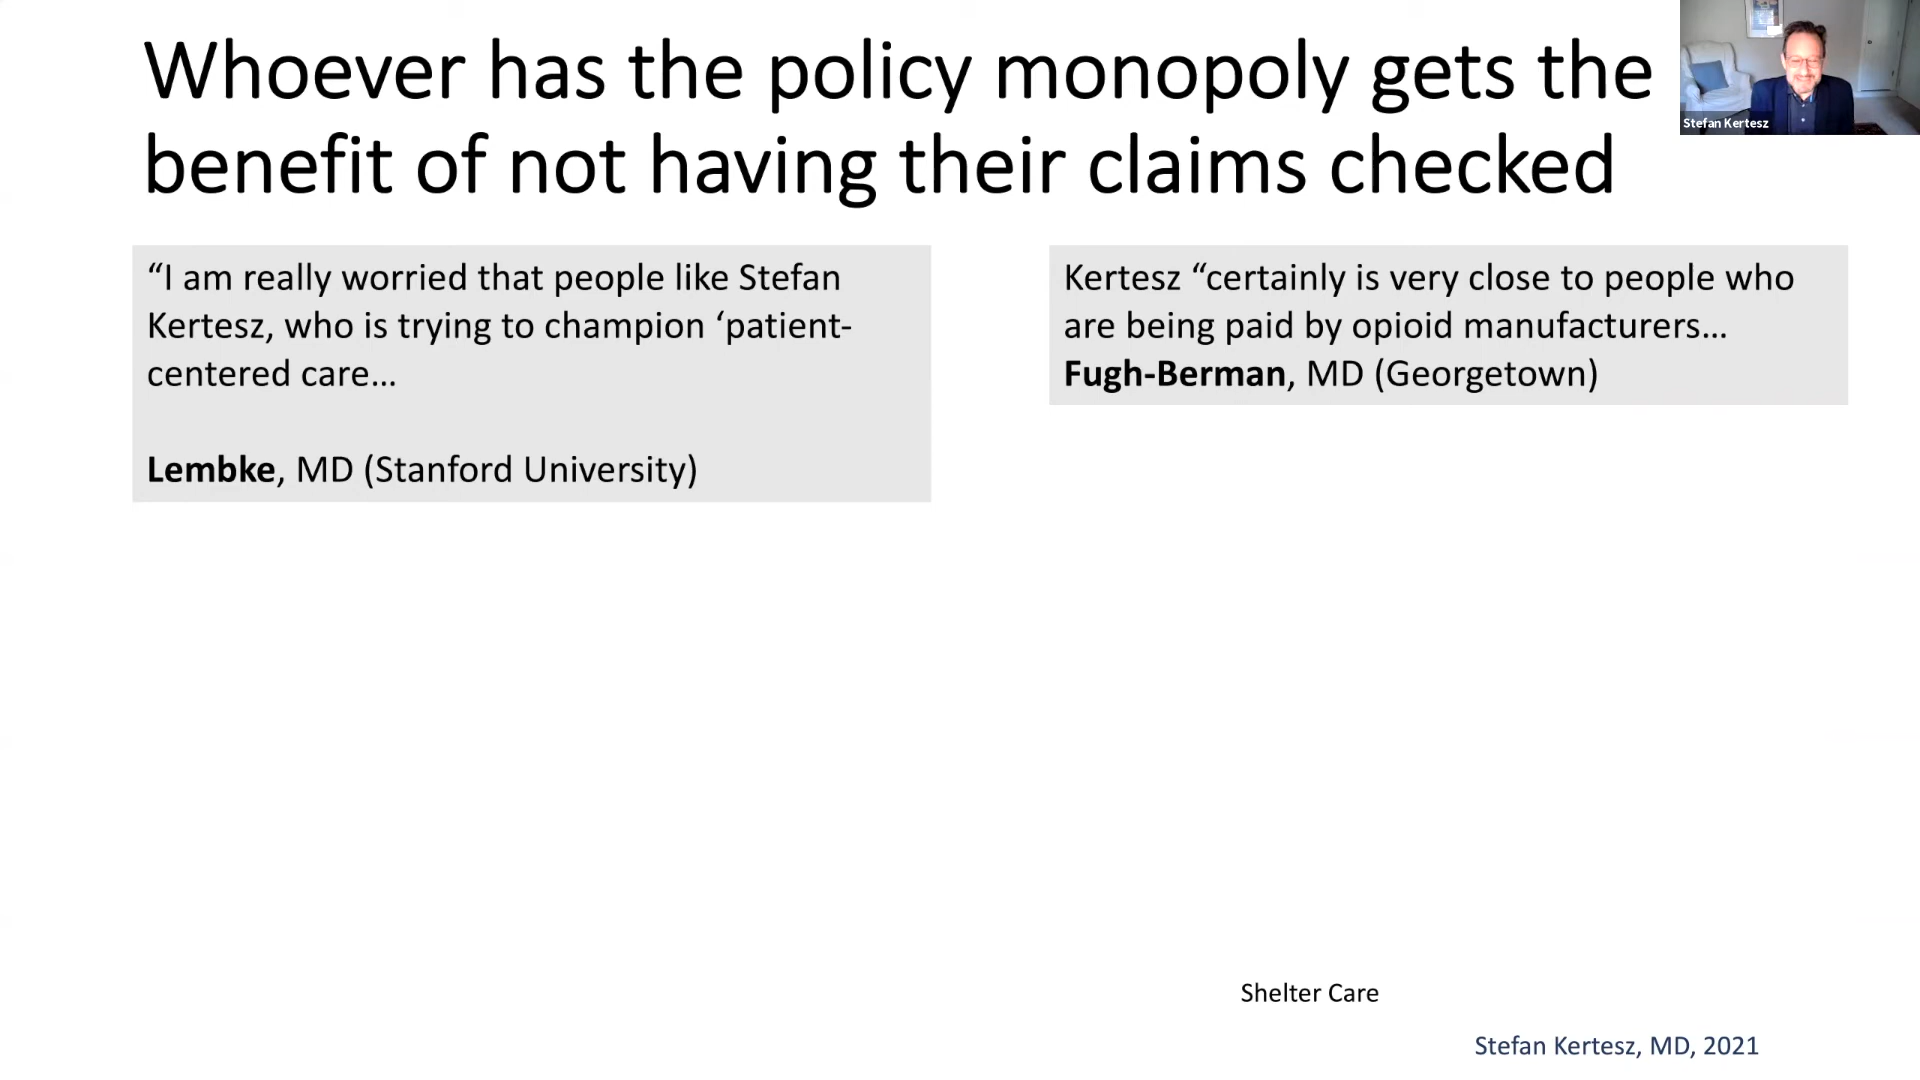 Whoever has the policy monopoly gets the
benefit of not having their claims checked
Stefan Kertesz
“I am really worried that people like Stefan
Kertesz, who is trying to champion ‘patient-
centered care…
Lembke, MD (Stanford University)
Kertesz “certainly is very close to people who
are being paid by opioid manufacturers…
Fugh-Berman, MD (Georgetown)
Shelter Care
Stefan Kertesz, MD, 2021